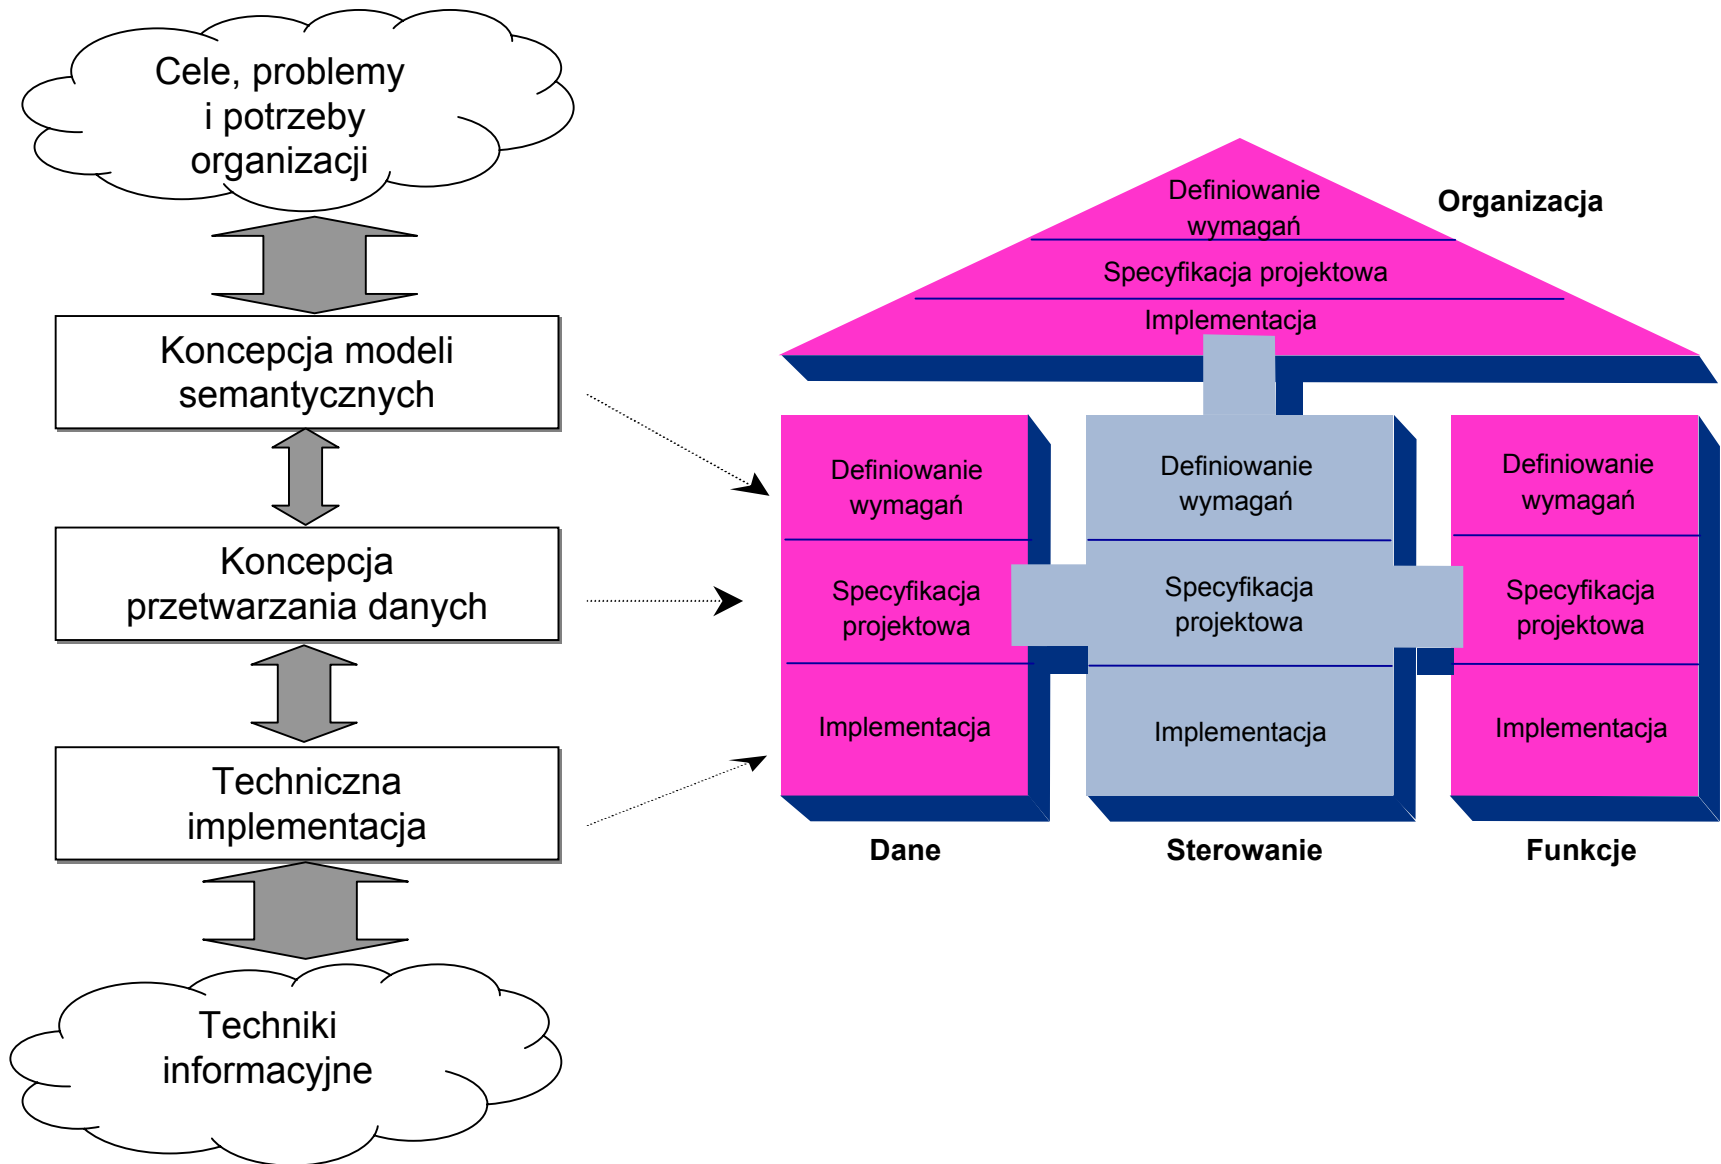 Cele, problemy
i potrzeby
organizacji
Koncepcja modeli
semantycznych
Koncepcja
przetwarzania danych
Techniczna
implementacja
Techniki
informacyjne
Definiowanie
wymagań
Organizacja
Specyfikacja projektowa
Implementacja
Definiowanie
wymagań
Specyfikacja
projektowa
Implementacja
Dane
Definiowanie
wymagań
Specyfikacja
projektowa
Implementacja
Sterowanie
Definiowanie
wymagań
Specyfikacja
projektowa
Implementacja
Funkcje